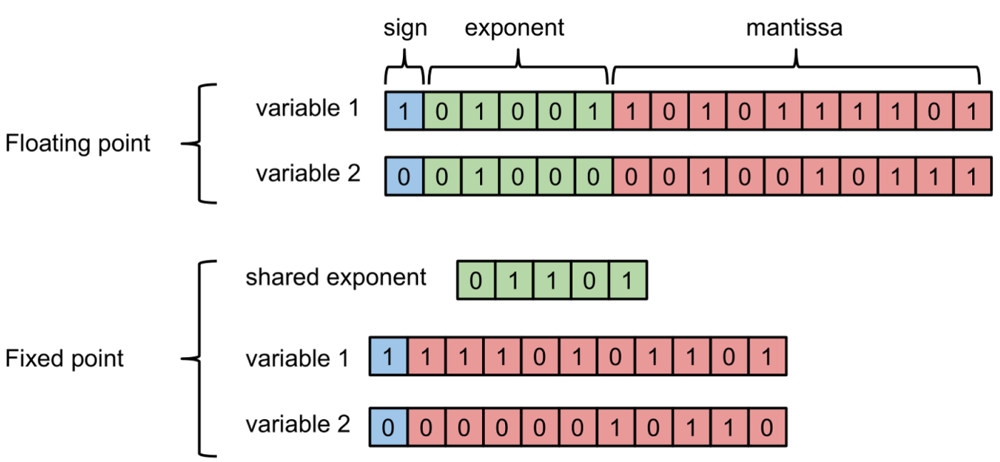 sign exponent mantissa
variable 1 1 0 1 0 0 1 1 0 1 0 1 1 1 1 0 1
Floating point
variable 2 0 0 1 0 0 0 0 0 1 0 0 1 0 1 1 1
shared exponent 0 1 1 0 1
Fixed point
variable 1 1 1 1 1 0 1 0 1 1 0 1
variable 2 0 0 0 0 0 0 1 0 1 1 0